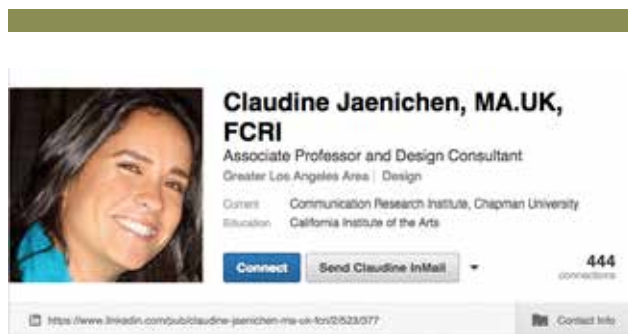 Claudine Jaenichen, MA.UK,
FCRI
Associate Professor and Design Consultant
Greater Los Angeles Area | Design
Current Communication Research Institute, Chapman University
Education California Institute of the Arts
Connect Send Claudine InMail 444
connections
https://www.linkedin.com/pub/claudine-jaenichen-ma-uk-fcri/2/523/377 Contact Info